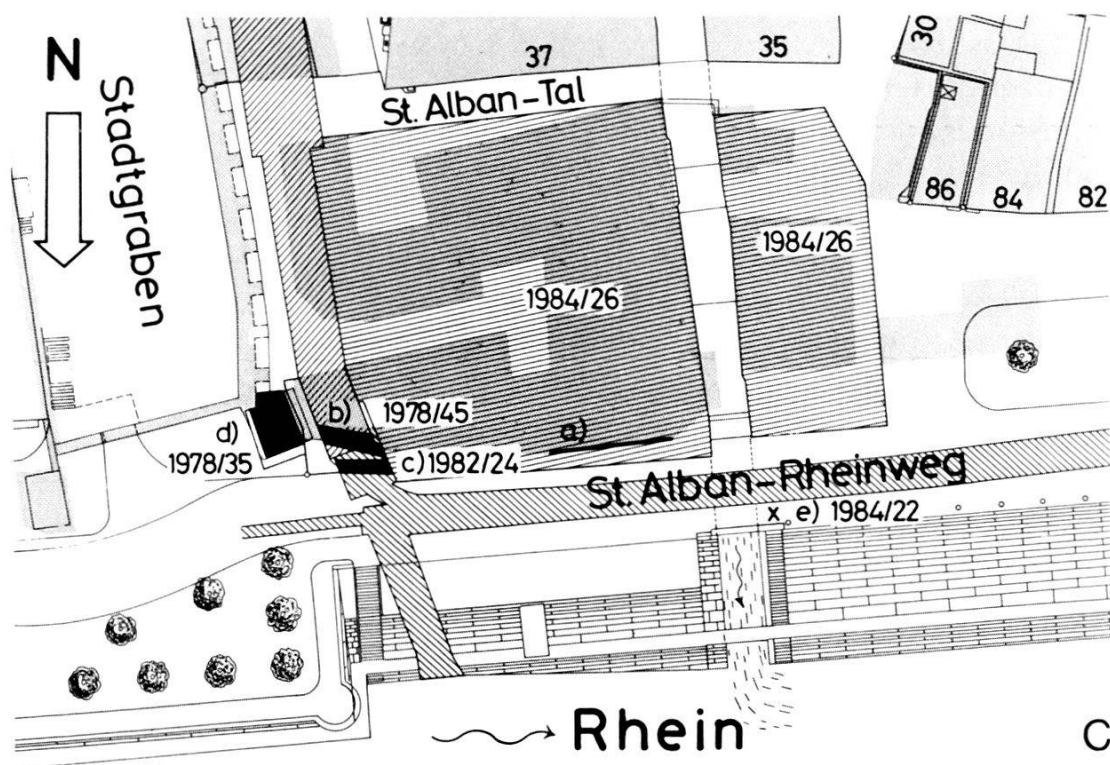 N
Stadtgraben
37
35
30
St. Alban-Tal
86
84
82
1984/26
1984/26
b)
1978/45
a)
d)
1978/35
c) 1982/24
St. Alban-Rheinweg
x e) 1984/22
Rhein
C